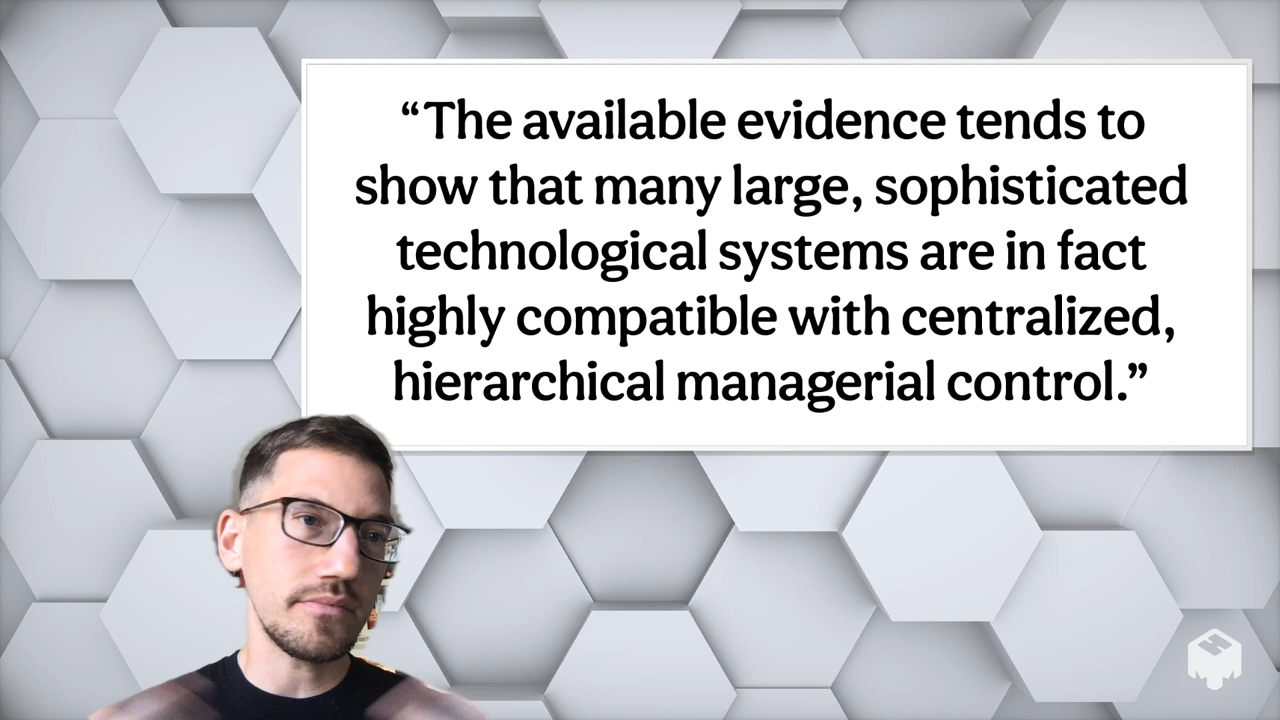 “The available evidence tends to
show that many large, sophisticated
technological systems are in fact
highly compatible with centralized,
hierarchical managerial control.”